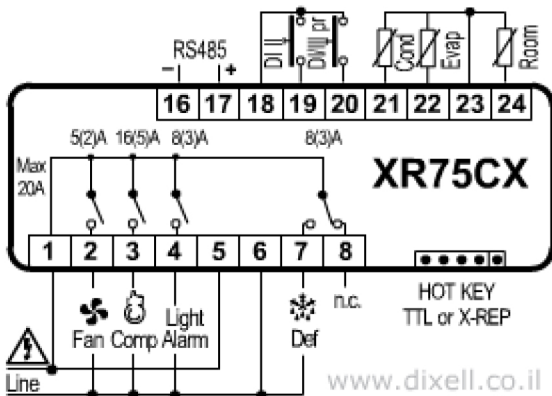 RS485
− +
DI II
DI/III pr
Cond
Evap
Room
16 17 18 19 20 21 22 23 24
5(2)A 16(5)A 8(3)A 8(3)A
Max
20A
XR75CX
1 2 3 4 5 6 7 8
Fan Comp Light
Alarm
Def
n.c.
HOT KEY
TTL or X-REP
Line
www.dixell.co.il